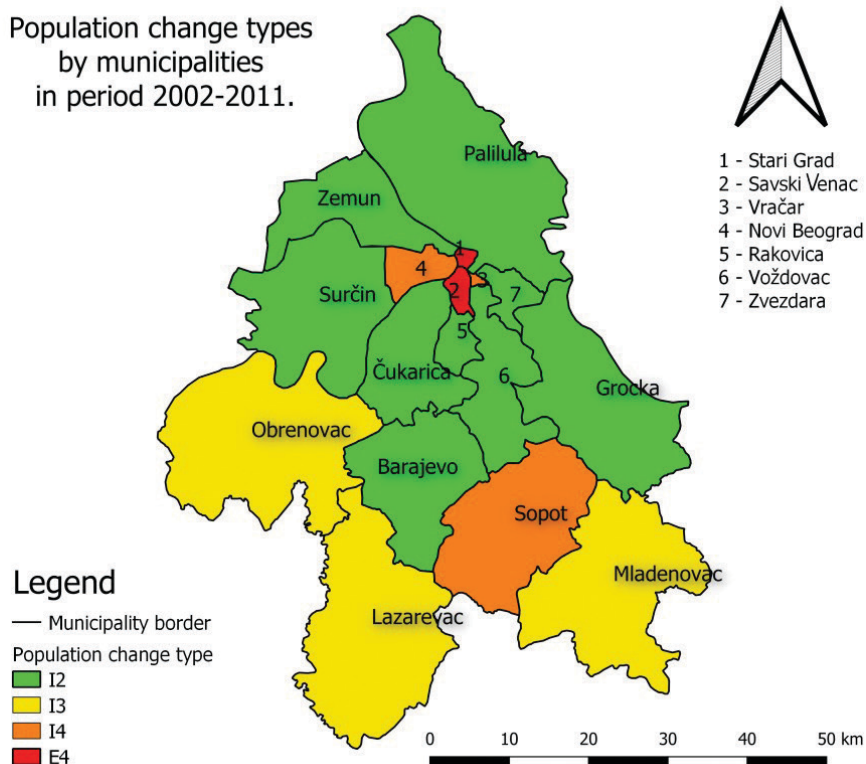 Population change types
by municipalities
in period 2002-2011.
Palilula
1 - Stari Grad
2 - Savski Venac
3 - Vračar
4 - Novi Beograd
5 - Rakovica
6 - Voždovac
7 - Zvezdara
Zemun
1
4
2
3
7
Surčin
5
Čukarica
6
Grocka
Obrenovac
Barajevo
Sopot
Mladenovac
Lazarevac
Legend
Municipality border
Population change type
I2
I3
I4
E4
0 10 20 30 40 50 km